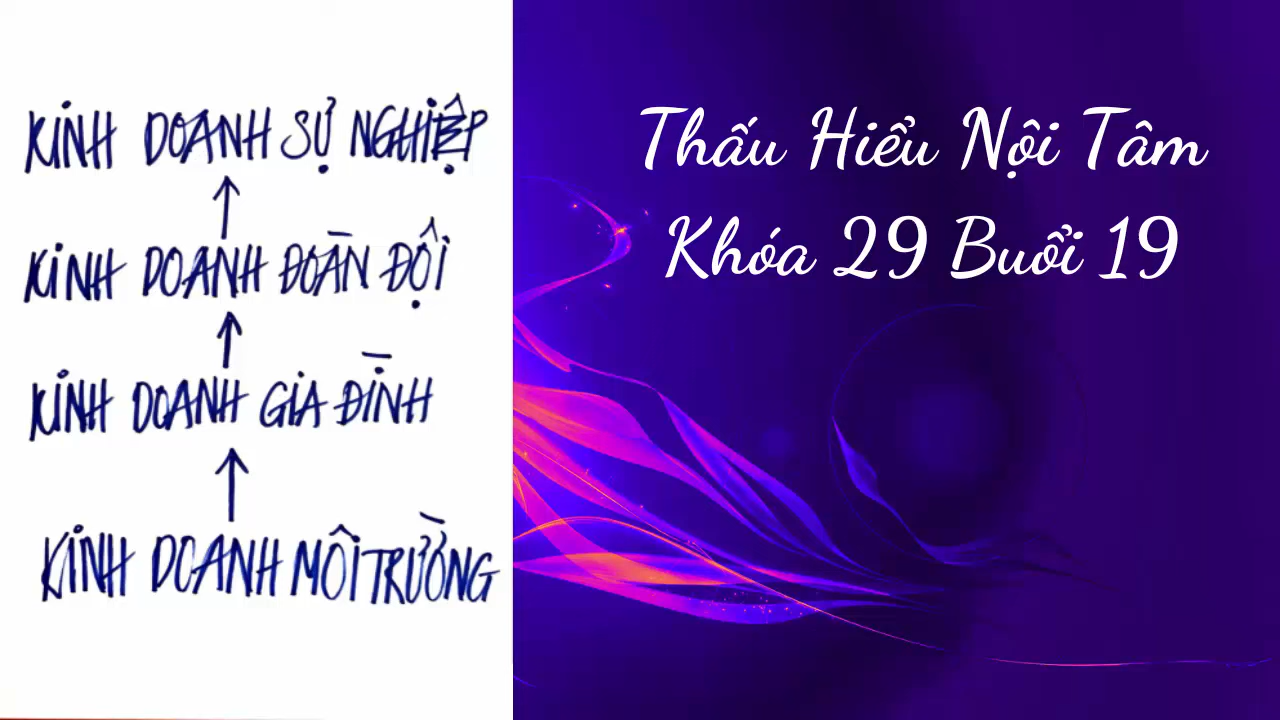 KINH DOANH SỰ NGHIỆP
KINH DOANH ĐOÀN ĐỘI
KINH DOANH GIA ĐÌNH
KINH DOANH MÔI TRƯỜNG
Thấu Hiểu Nội Tâm
Khóa 29 Buổi 19